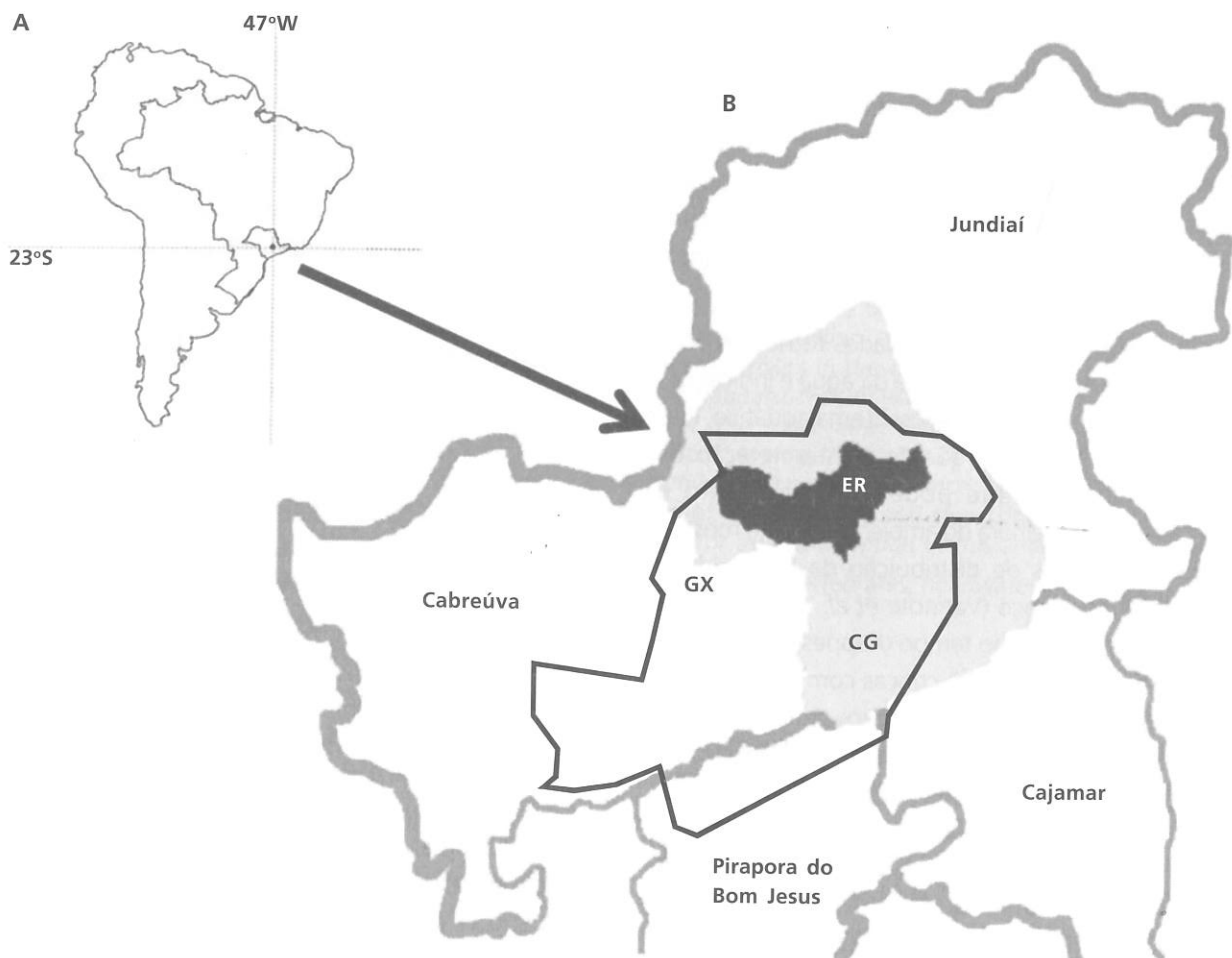 A
47°W
B
Jundiaí
23°S
ER
GX
Cabreúva
CG
Cajamar
Pirapora do
Bom Jesus